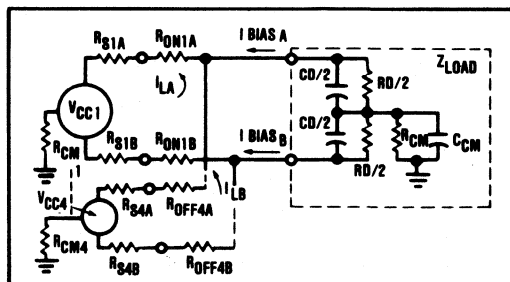 RS1A RON1A I BIAS A
ILA
CD/2 RD/2 ZLOAD
VCC1
CD/2 RCM CCM
RCM RS1B RON1B I BIAS B RD/2
1
VCC4 RS4A ROFF4A ILB
RCM4
RS4B ROFF4B